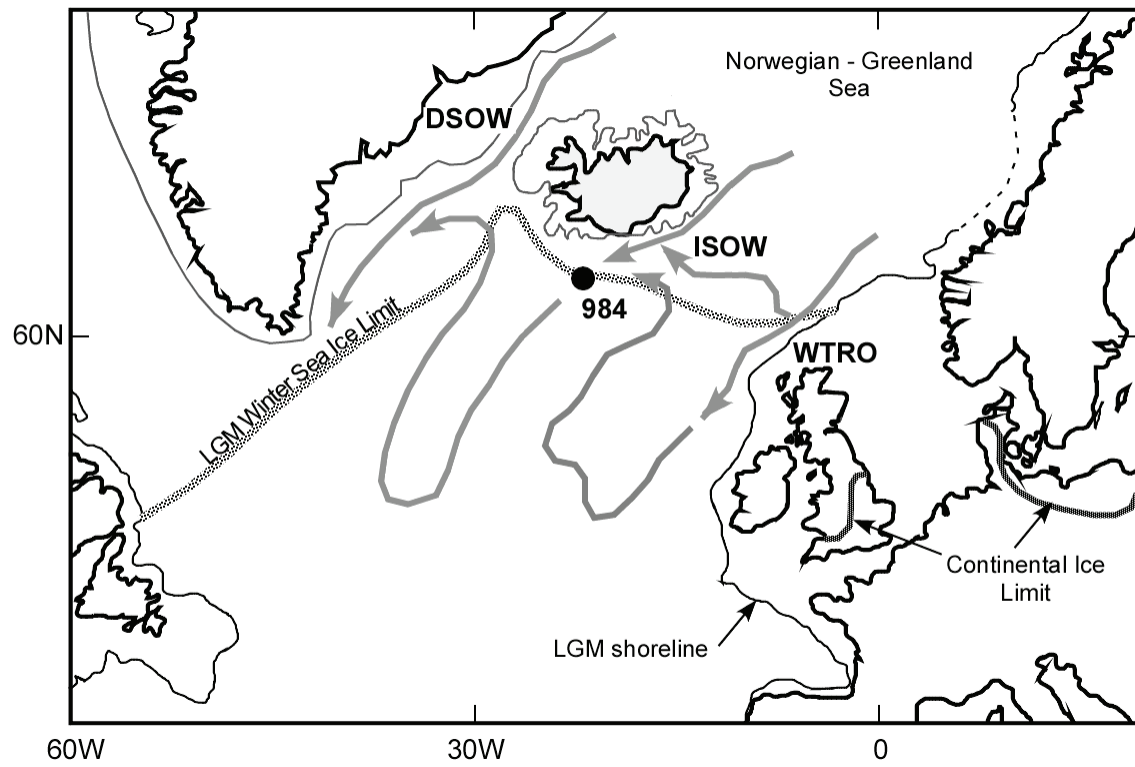 Norwegian - Greenland
Sea
DSOW
ISOW
984
60N
LGM Winter Sea Ice Limit
WTRO
Continental Ice
Limit
LGM shoreline
60W
30W
0